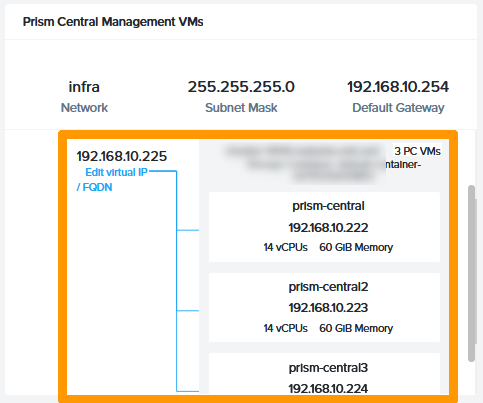 Prism Central Management VMs
infra
255.255.255.0
192.168.10.254
Network
Subnet Mask
Default Gateway
192.168.10.225
Edit virtual IP
/ FQDN
3 PC VMs
ntainer-
prism-central
192.168.10.222
14 vCPUs 60 GiB Memory
prism-central2
192.168.10.223
14 vCPUs 60 GiB Memory
prism-central3
192.168.10.224